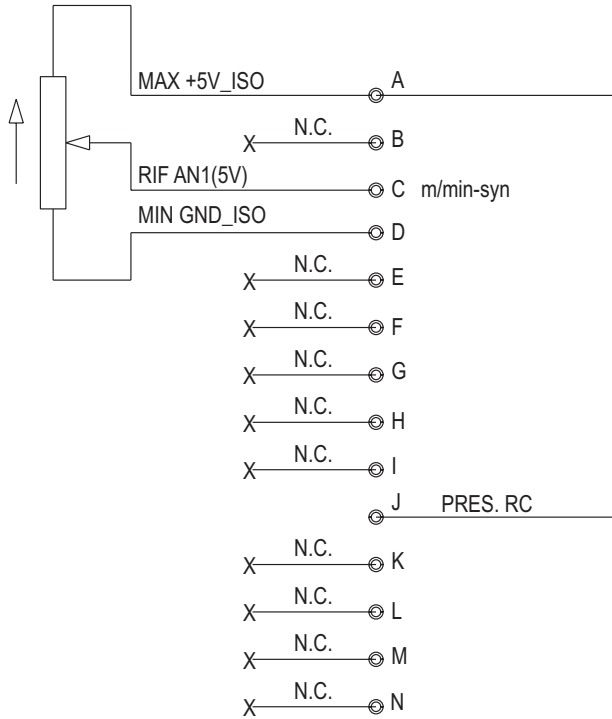 MAX +5V_ISO A
N.C. X B
RIF AN1(5V) C m/min-syn
MIN GND_ISO D
N.C. X E
N.C. X F
N.C. X G
N.C. X H
N.C. X I
J PRES. RC
N.C. X K
N.C. X L
N.C. X M
N.C. X N